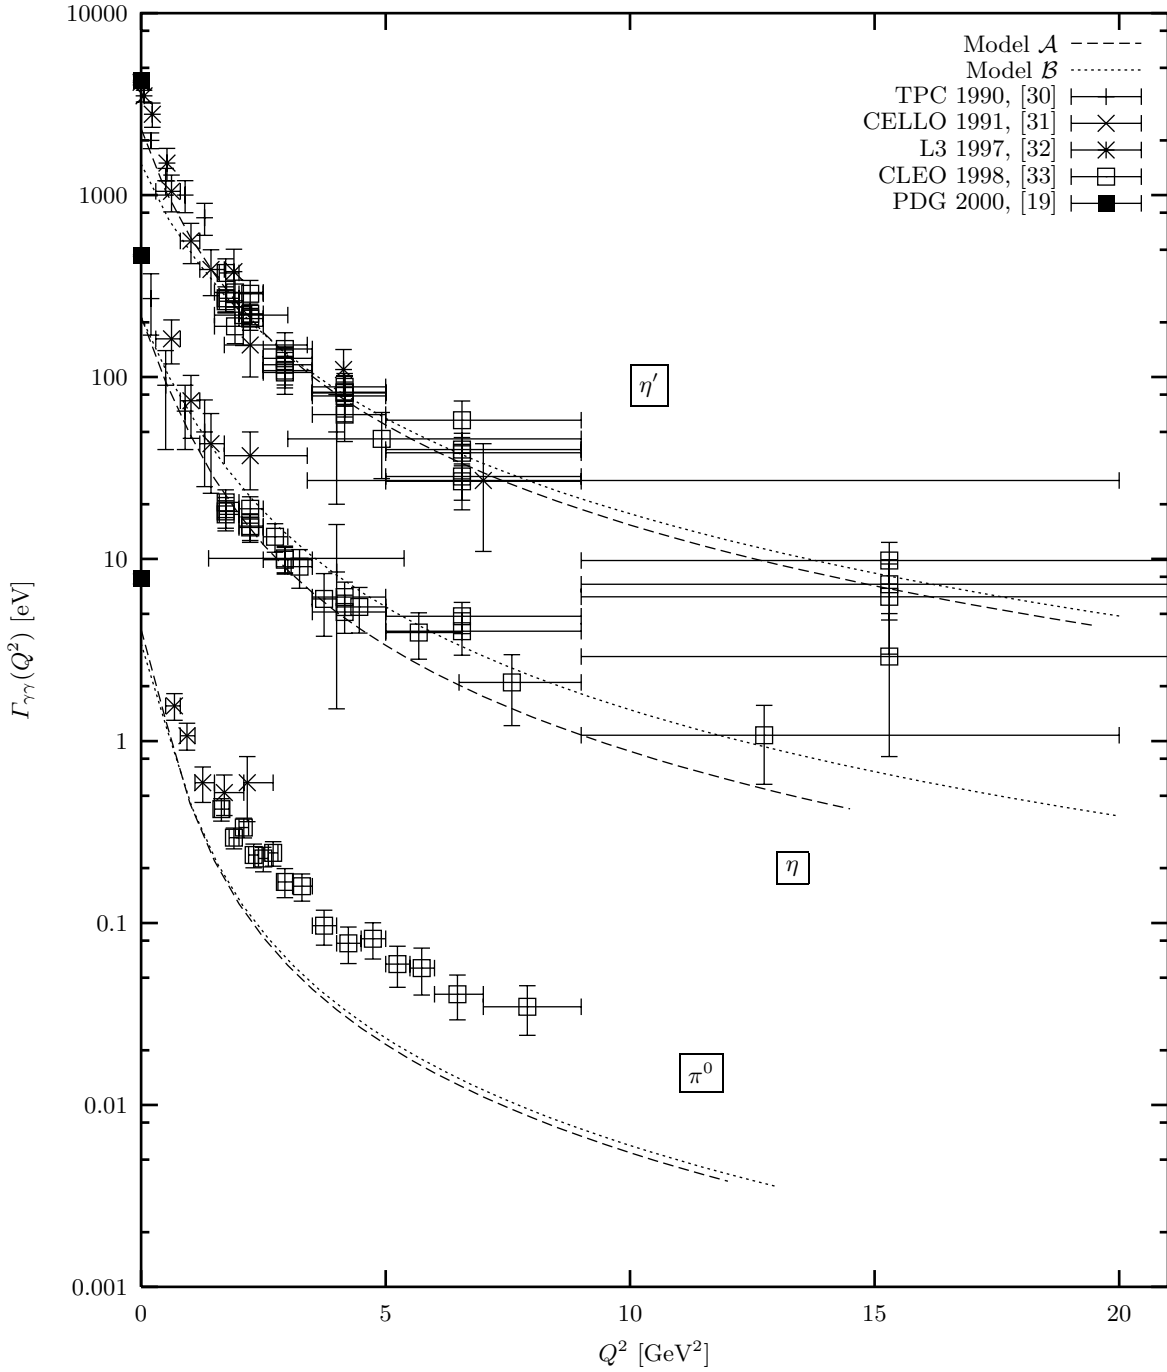 10000
1000
100
10
1
0.1
0.01
0.001
Γγγ(Q²) [eV]
Model 𝒜
Model ℬ
TPC 1990, [30]
CELLO 1991, [31]
L3 1997, [32]
CLEO 1998, [33]
PDG 2000, [19]
η′
η
π⁰
0 5 10 15 20
Q² [GeV²]